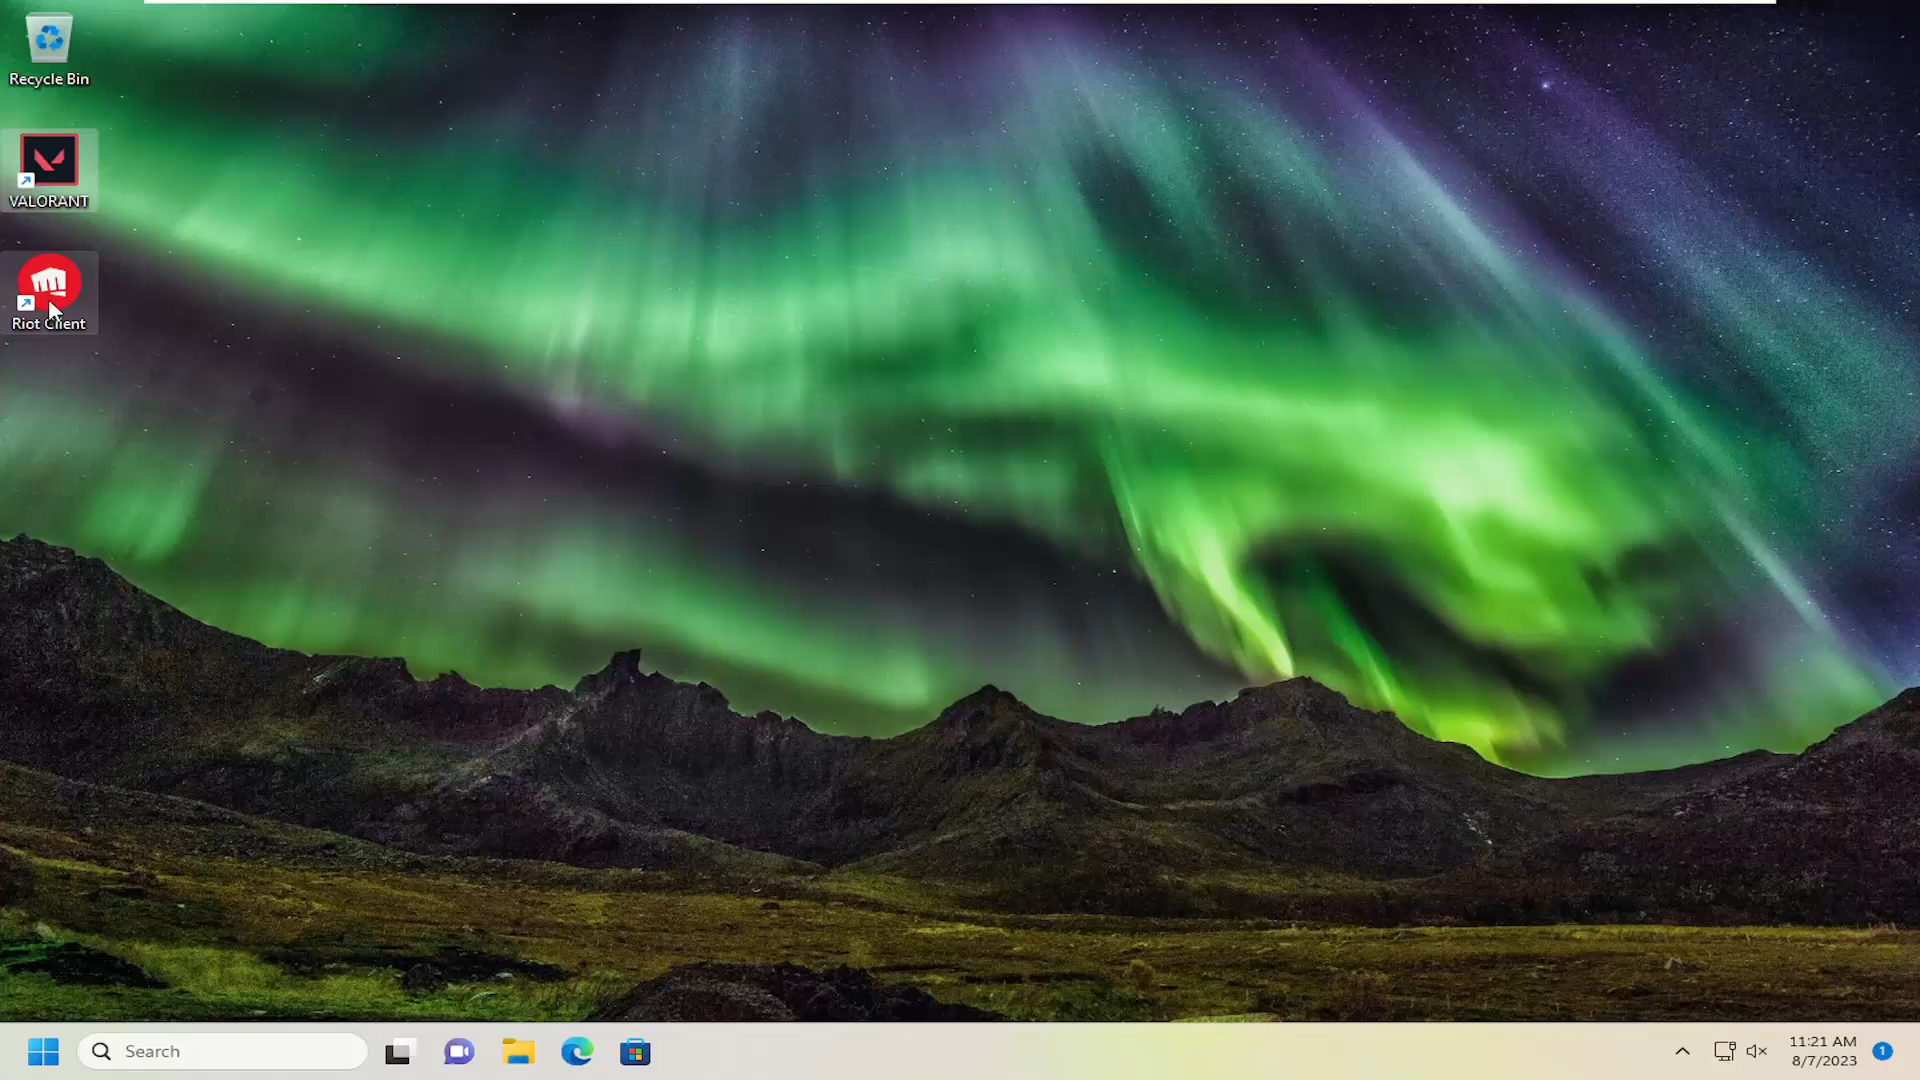 Recycle Bin
VALORANT
Riot Client
Search
11:21 AM
8/7/2023
1